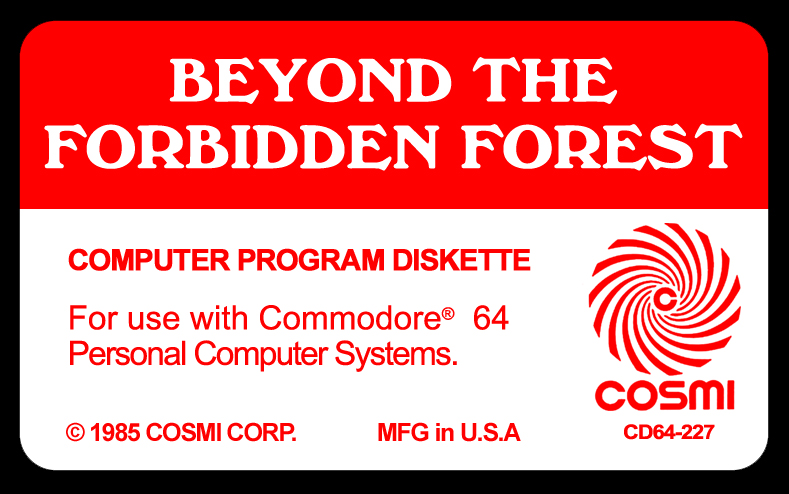 BEYOND THE
FORBIDDEN FOREST
COMPUTER PROGRAM DISKETTE
For use with Commodore® 64
Personal Computer Systems.
C
COSMI
© 1985 COSMI CORP.
MFG in U.S.A
CD64-227